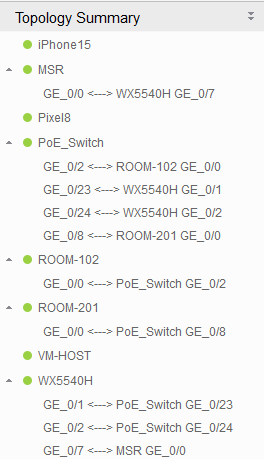 Topology Summary
iPhone15
MSR
GE_0/0 <---> WX5540H GE_0/7
Pixel8
PoE_Switch
GE_0/2 <---> ROOM-102 GE_0/0
GE_0/23 <---> WX5540H GE_0/1
GE_0/24 <---> WX5540H GE_0/2
GE_0/8 <---> ROOM-201 GE_0/0
ROOM-102
GE_0/0 <---> PoE_Switch GE_0/2
ROOM-201
GE_0/0 <---> PoE_Switch GE_0/8
VM-HOST
WX5540H
GE_0/1 <---> PoE_Switch GE_0/23
GE_0/2 <---> PoE_Switch GE_0/24
GE_0/7 <---> MSR GE_0/0